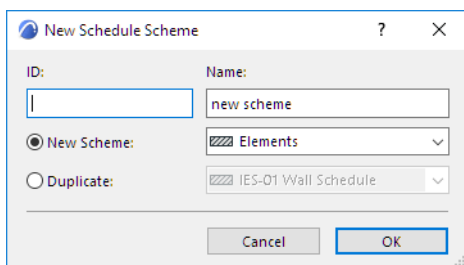 New Schedule Scheme ?
ID: Name:
new scheme
New Scheme: Elements
Duplicate: IES-01 Wall Schedule
Cancel OK